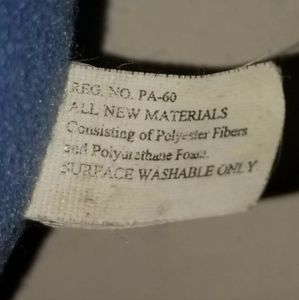 REG. NO. PA-60
ALL NEW MATERIALS
Consisting of Polyester Fibers
and Polyurethane Foam.
SURFACE WASHABLE ONLY